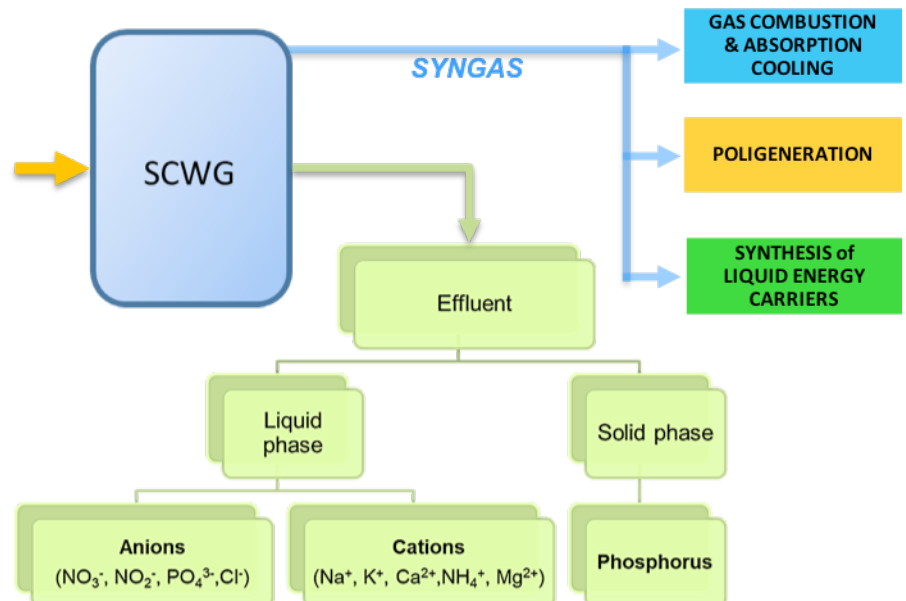 GAS COMBUSTION
& ABSORPTION
COOLING
SYNGAS
SCWG
POLIGENERATION
SYNTHESIS of
LIQUID ENERGY
CARRIERS
Effluent
Liquid
phase
Solid phase
Anions
(NO₃⁻, NO₂⁻, PO₄³⁻,Cl⁻)
Cations
(Na⁺, K⁺, Ca²⁺,NH₄⁺, Mg²⁺)
Phosphorus